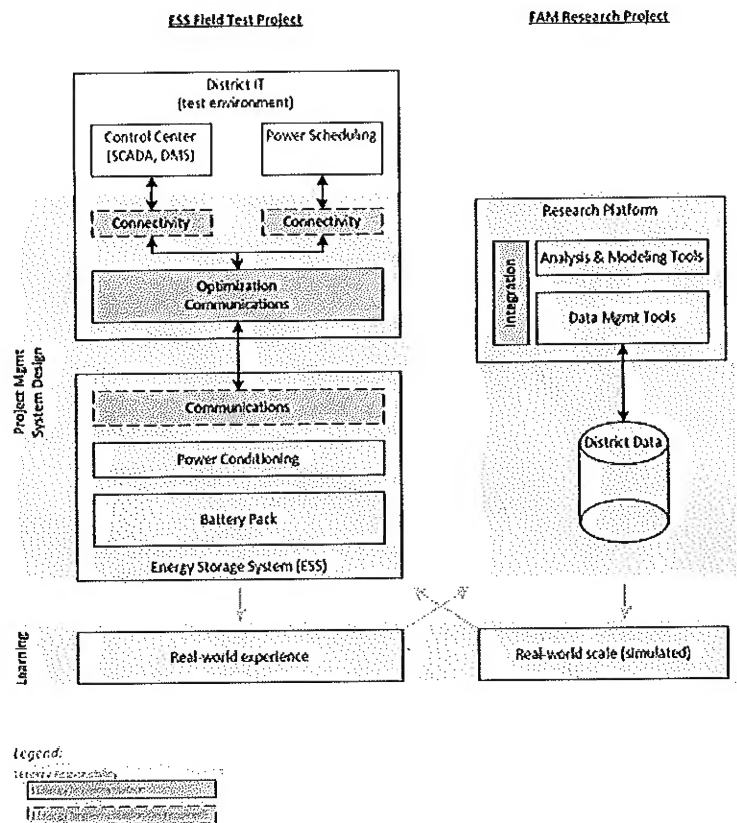 ESS Field Test Project
FAM Research Project
District IT
(test environment)
Control Center
[SCADA, DMS]
Power Scheduling
Connectivity
Connectivity
Optimization
Communications
Research Platform
Integration
Analysis & Modeling Tools
Data Mgmt Tools
Project Mgmt
System Design
Communications
Power Conditioning
Battery Pack
Energy Storage System (ESS)
District Data
Learning
Real-world experience
Real-world scale (simulated)
Legend: